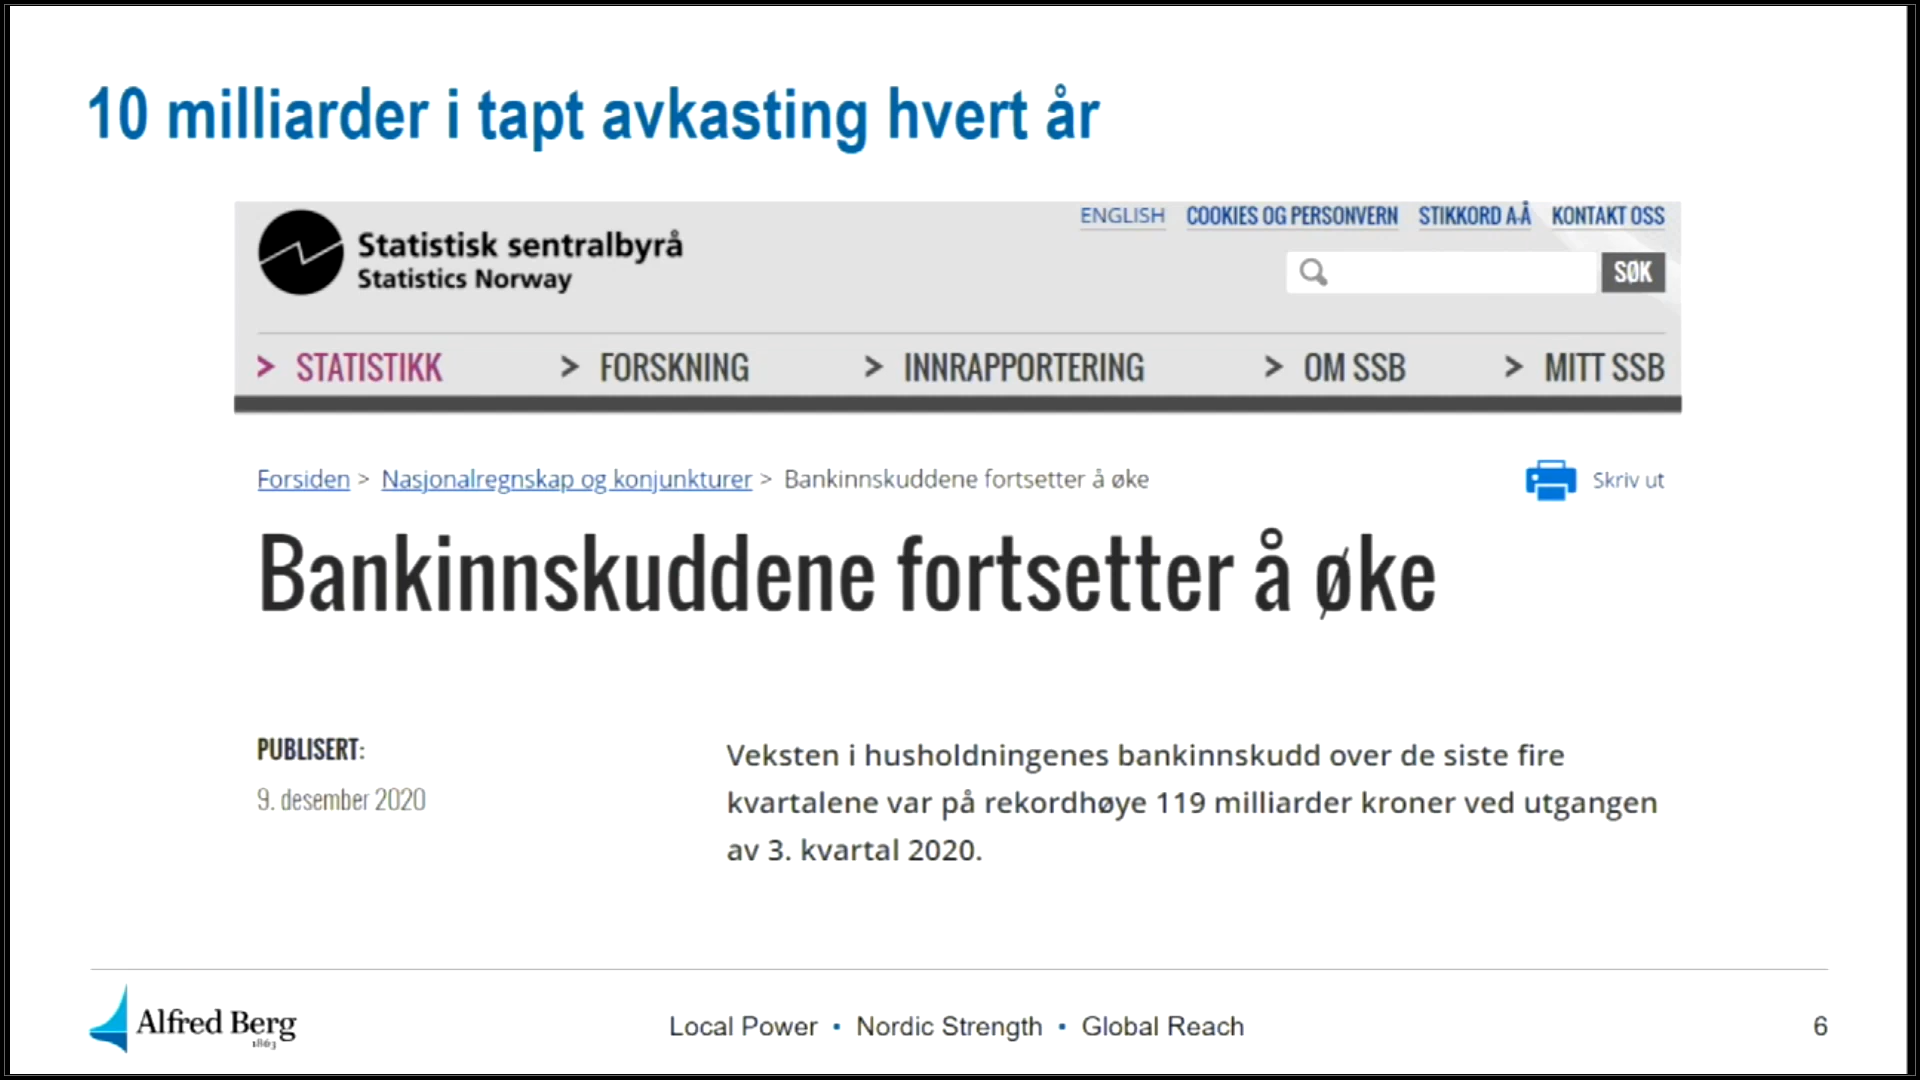 10 milliarder i tapt avkasting hvert år
ENGLISH COOKIES OG PERSONVERN STIKKORD A-Å KONTAKT OSS
Statistisk sentralbyrå
Statistics Norway
SØK
> STATISTIKK > FORSKNING > INNRAPPORTERING > OM SSB > MITT SSB
Forsiden > Nasjonalregnskap og konjunkturer > Bankinnskuddene fortsetter å øke
Skriv ut
Bankinnskuddene fortsetter å øke
PUBLISERT:
9. desember 2020
Veksten i husholdningenes bankinnskudd over de siste fire
kvartalene var på rekordhøye 119 milliarder kroner ved utgangen
av 3. kvartal 2020.
Alfred Berg
1863
Local Power • Nordic Strength • Global Reach
6